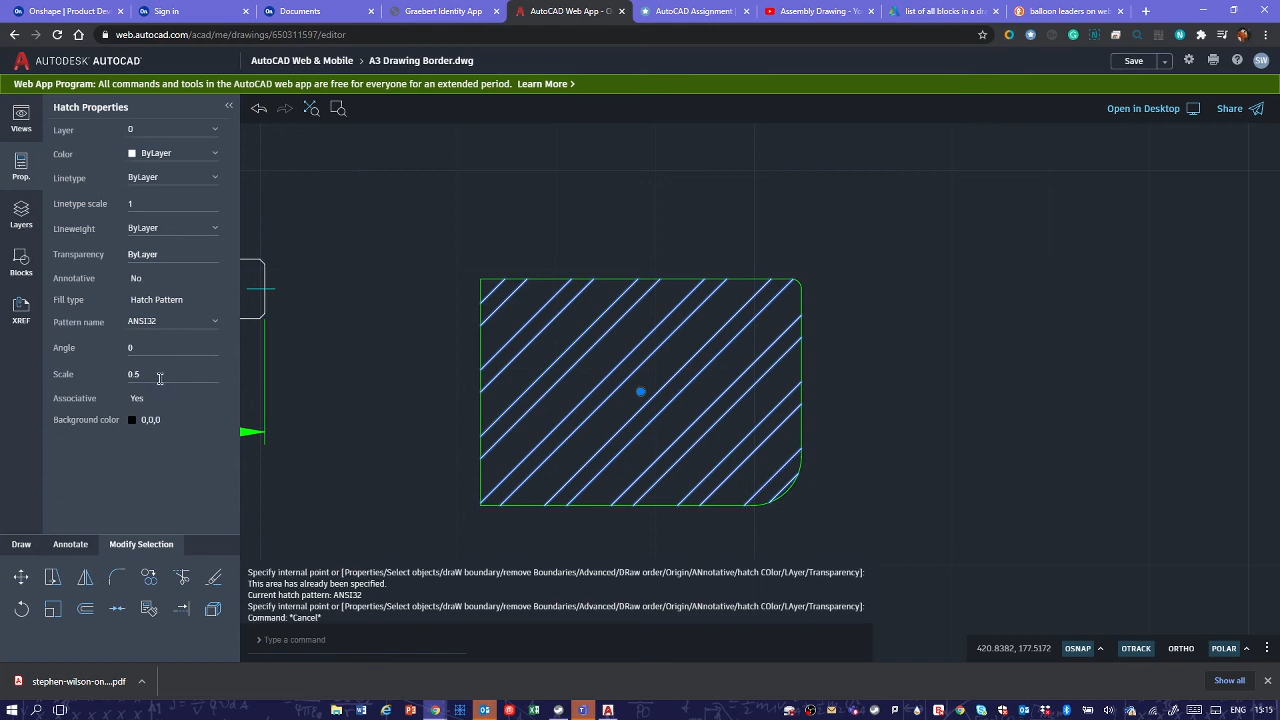 Onshape | Product Dev
Sign in
Documents
Graebert Identity App
AutoCAD Web App - O
AutoCAD Assignment
Assembly Drawing - Yo
list of all blocks in a dra
balloon leaders on web
web.autocad.com/acad/me/drawings/650311597/editor
AUTODESK AUTOCAD
AutoCAD Web & Mobile > A3 Drawing Border.dwg
Save
SW
Web App Program: All commands and tools in the AutoCAD web app are free for everyone for an extended period. Learn More >
Views
Prop.
Layers
Blocks
XREF
Hatch Properties
Layer 0
Color ByLayer
Linetype ByLayer
Linetype scale 1
Lineweight ByLayer
Transparency ByLayer
Annotative No
Fill type Hatch Pattern
Pattern name ANSI32
Angle 0
Scale 0.5
Associative Yes
Background color 0,0,0
Open in Desktop
Share
Draw Annotate Modify Selection
Specify internal point or [Properties/Select objects/draW boundary/remove Boundaries/Advanced/DRaw order/Origin/ANnotative/hatch COlor/LAyer/Transparency]:
This area has already been specified.
Current hatch pattern: ANSI32
Specify internal point or [Properties/Select objects/draW boundary/remove Boundaries/Advanced/DRaw order/Origin/ANnotative/hatch COlor/LAyer/Transparency]:
Command: *Cancel*
Type a command
420.8382, 177.5172 OSNAP OTRACK ORTHO POLAR
stephen-wilson-on....pdf
Show all
ENG 15:15